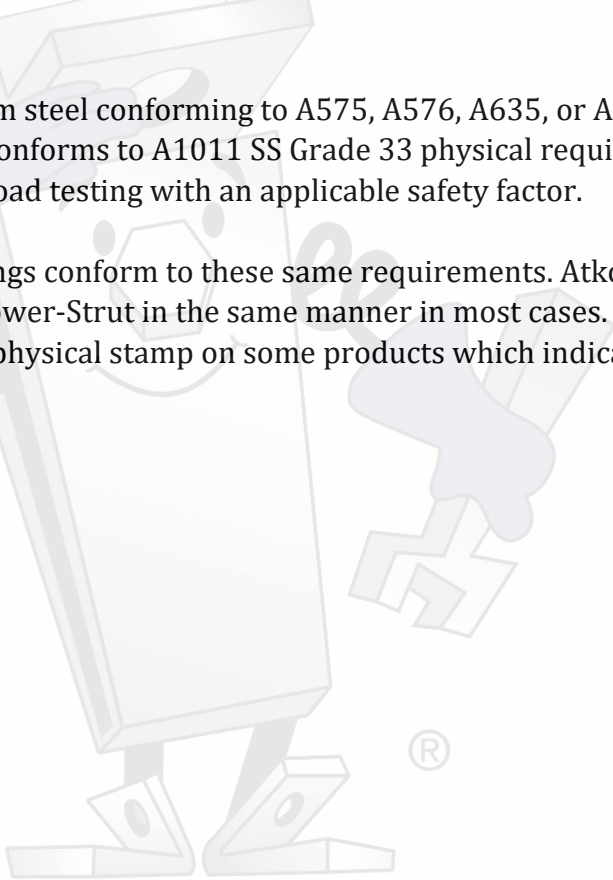 m steel conforming to A575, A576, A635, or A
onforms to A1011 SS Grade 33 physical requi
oad testing with an applicable safety factor.
ngs conform to these same requirements. Atko
ower-Strut in the same manner in most cases.
physical stamp on some products which indica
®